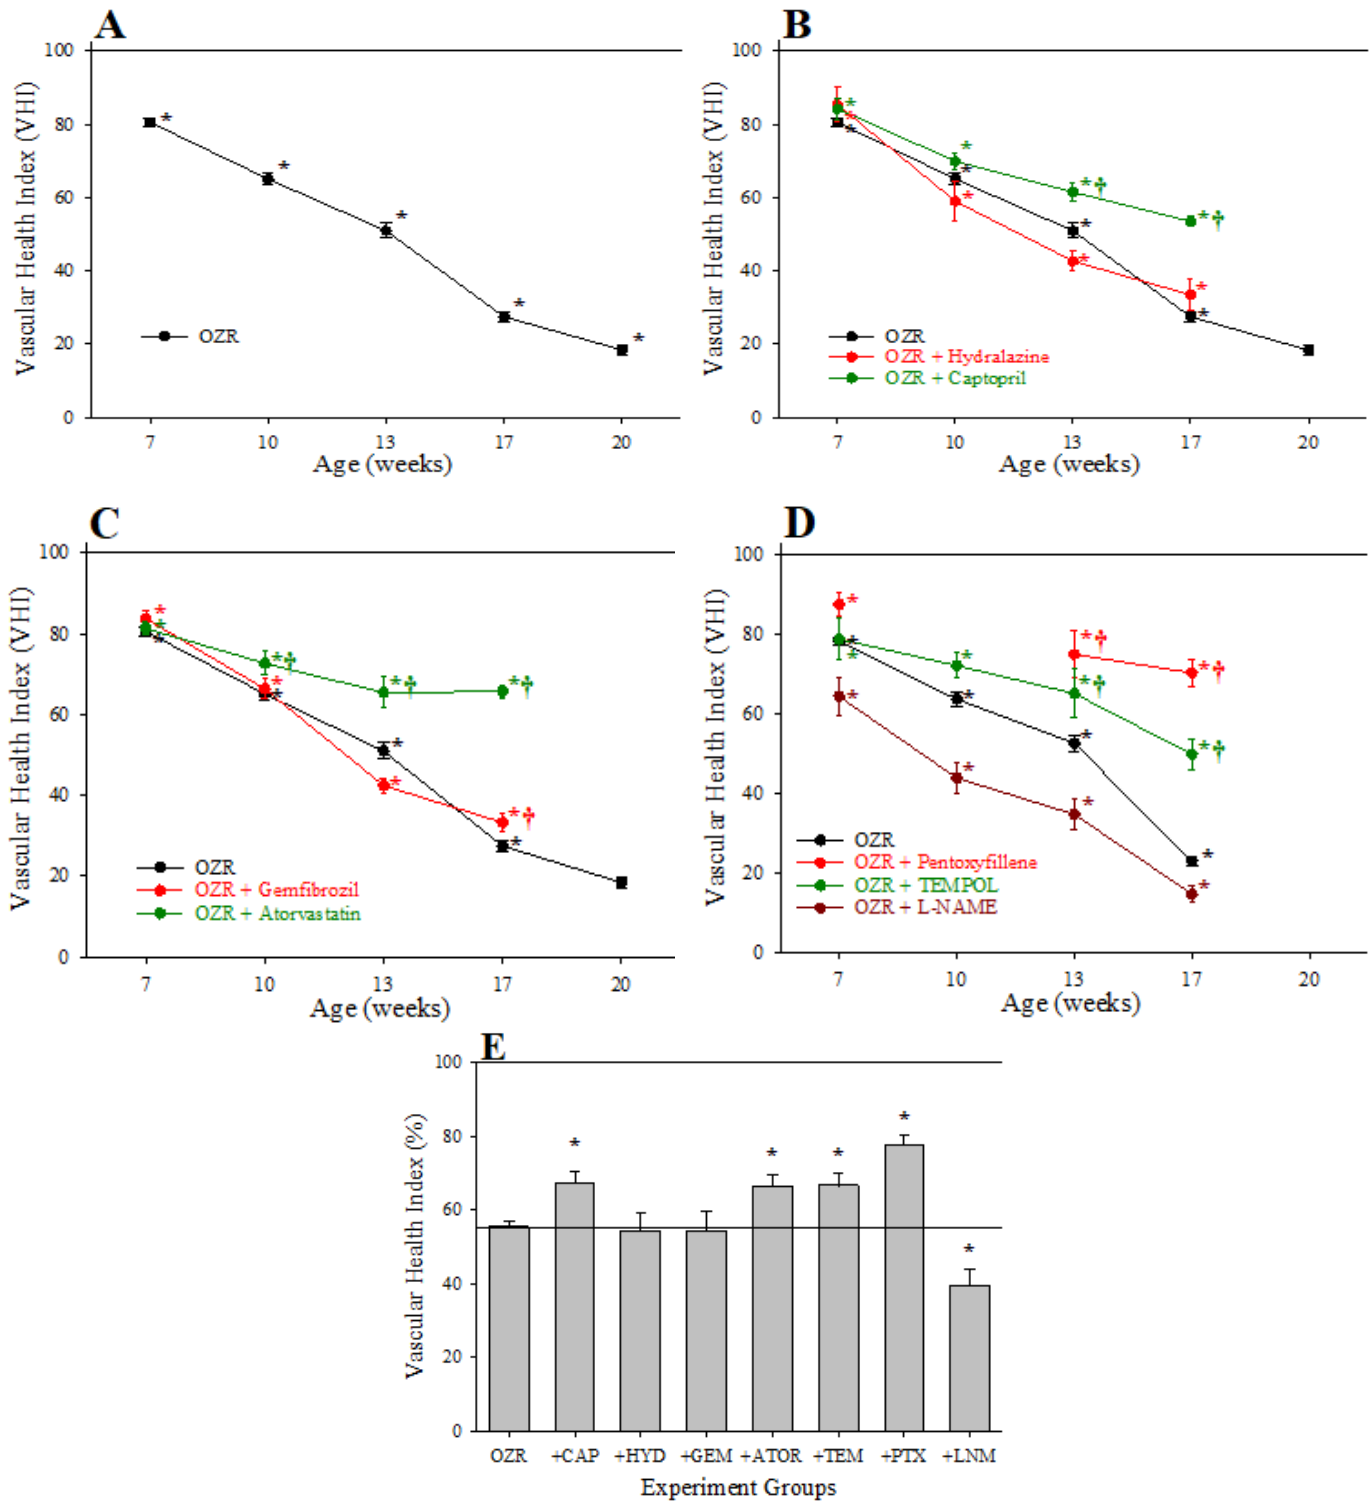 A
Vascular Health Index (VHI)
100
80
60
40
20
0
*
*
*
*
*
OZR
7 10 13 17 20
Age (weeks)
B
Vascular Health Index (VHI)
100
80
60
40
20
0
*
*
*
*
*
*
*†
*
*
*†
*
*
OZR
OZR + Hydralazine
OZR + Captopril
7 10 13 17 20
Age (weeks)
C
Vascular Health Index (VHI)
100
80
60
40
20
0
*
*
*
*†
*
*
*†
*
*
*†
*†
*
OZR
OZR + Gemfibrozil
OZR + Atorvastatin
7 10 13 17 20
Age (weeks)
D
Vascular Health Index (VHI)
100
80
60
40
20
0
*
*
*
*
*
*
*
*†
*†
*
*
*†
*†
*
*
OZR
OZR + Pentoxyfillene
OZR + TEMPOL
OZR + L-NAME
7 10 13 17 20
Age (weeks)
E
Vascular Health Index (%)
100
80
60
40
20
0
*
*
*
*
*
OZR +CAP +HYD +GEM +ATOR +TEM +PTX +LNM
Experiment Groups